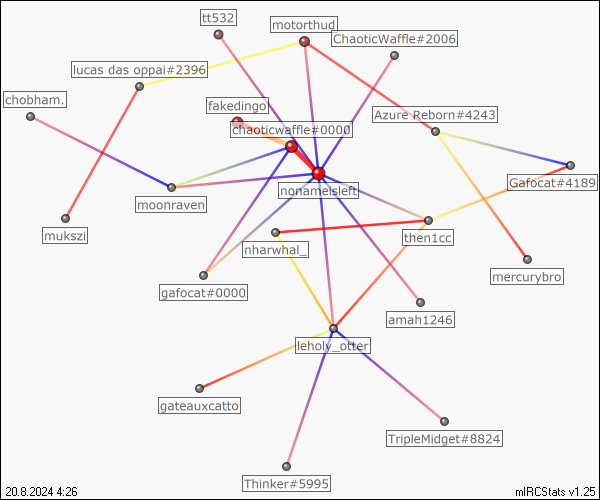 tt532
motorthud_
ChaoticWaffle#2006
lucas das oppai#2396
chobham.
fakedingo
Azure Reborn#4243
chaoticwaffle#0000
nonameisleft
Gafocat#4189
moonraven
mukszi
then1cc
nharwhal_
mercurybro
gafocat#0000
amah1246
leholy_otter
gateauxcatto
TripleMidget#8824
Thinker#5995
20.8.2024 4:26
mIRCStats v1.25